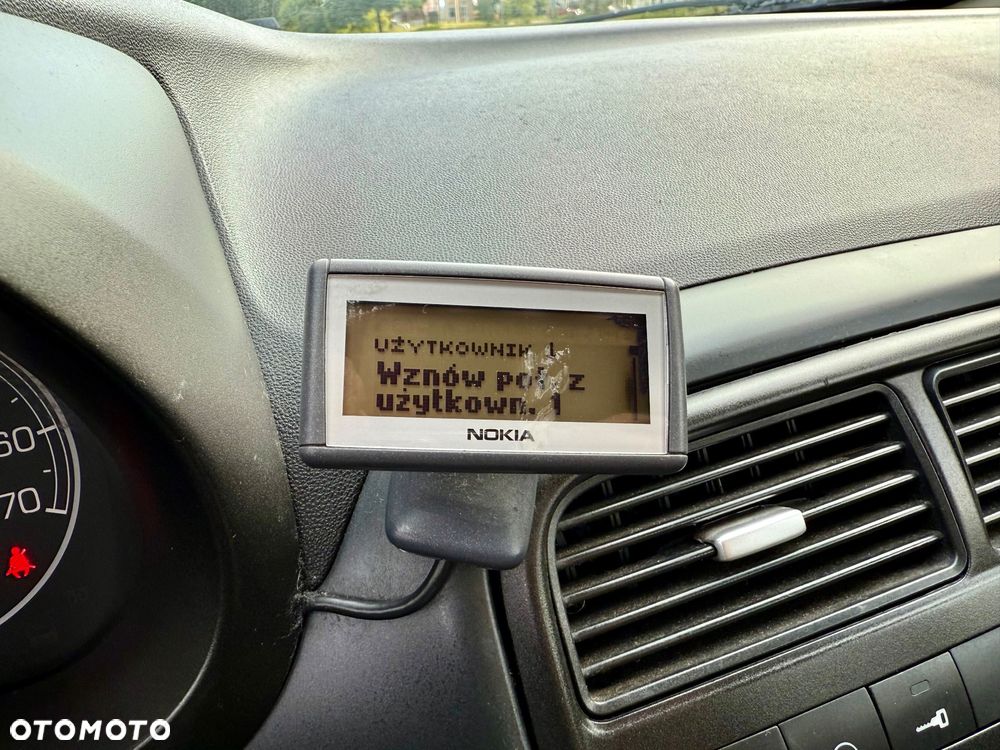 60
70
UŻYTKOWNIK 1
Wznów poł. z
użytkown. 1
NOKIA
OTOMOTO